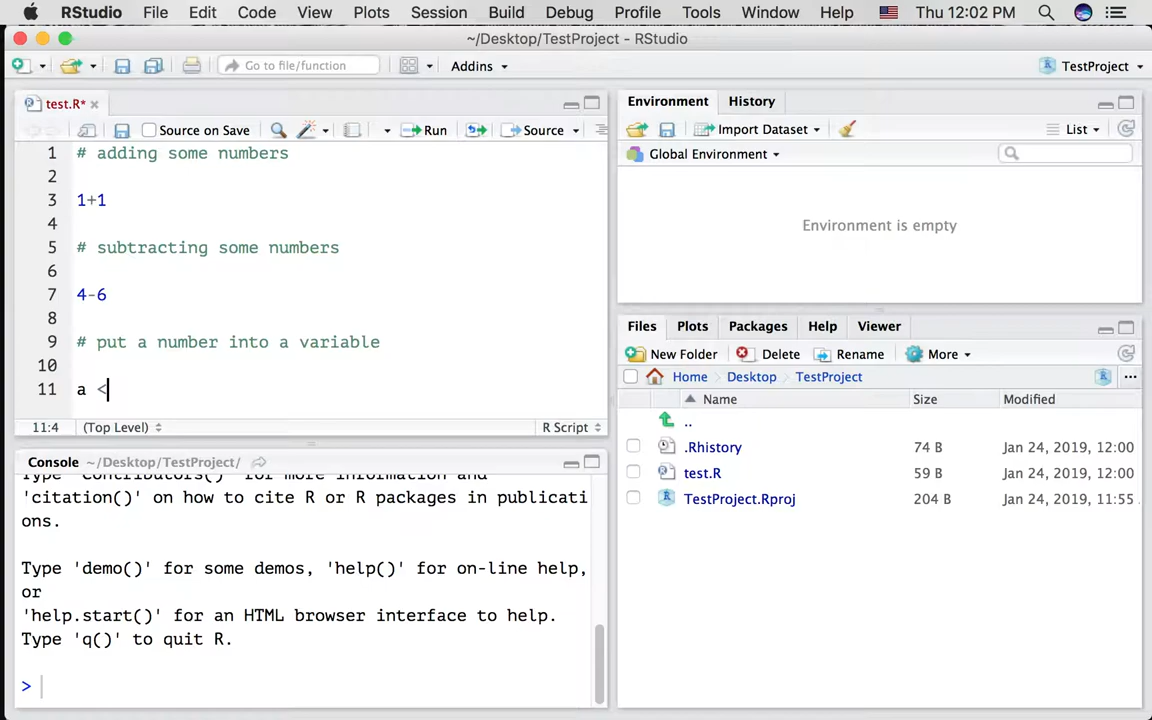 RStudio File Edit Code View Plots Session Build Debug Profile Tools Window Help Thu 12:02 PM
~/Desktop/TestProject - RStudio
Go to file/function Addins TestProject
test.R*
Source on Save Run Source
1 # adding some numbers
2
3 1+1
4
5 # subtracting some numbers
6
7 4-6
8
9 # put a number into a variable
10
11 a <
11:4 (Top Level) R Script
Console ~/Desktop/TestProject/
Type 'contributors()' for more information and
'citation()' on how to cite R or R packages in publicati
ons.
Type 'demo()' for some demos, 'help()' for on-line help,
or
'help.start()' for an HTML browser interface to help.
Type 'q()' to quit R.
>
Environment History
Import Dataset List
Global Environment
Environment is empty
Files Plots Packages Help Viewer
New Folder Delete Rename More
Home Desktop TestProject ...
Name Size Modified
..
.Rhistory 74 B Jan 24, 2019, 12:00
test.R 59 B Jan 24, 2019, 12:00
TestProject.Rproj 204 B Jan 24, 2019, 11:55